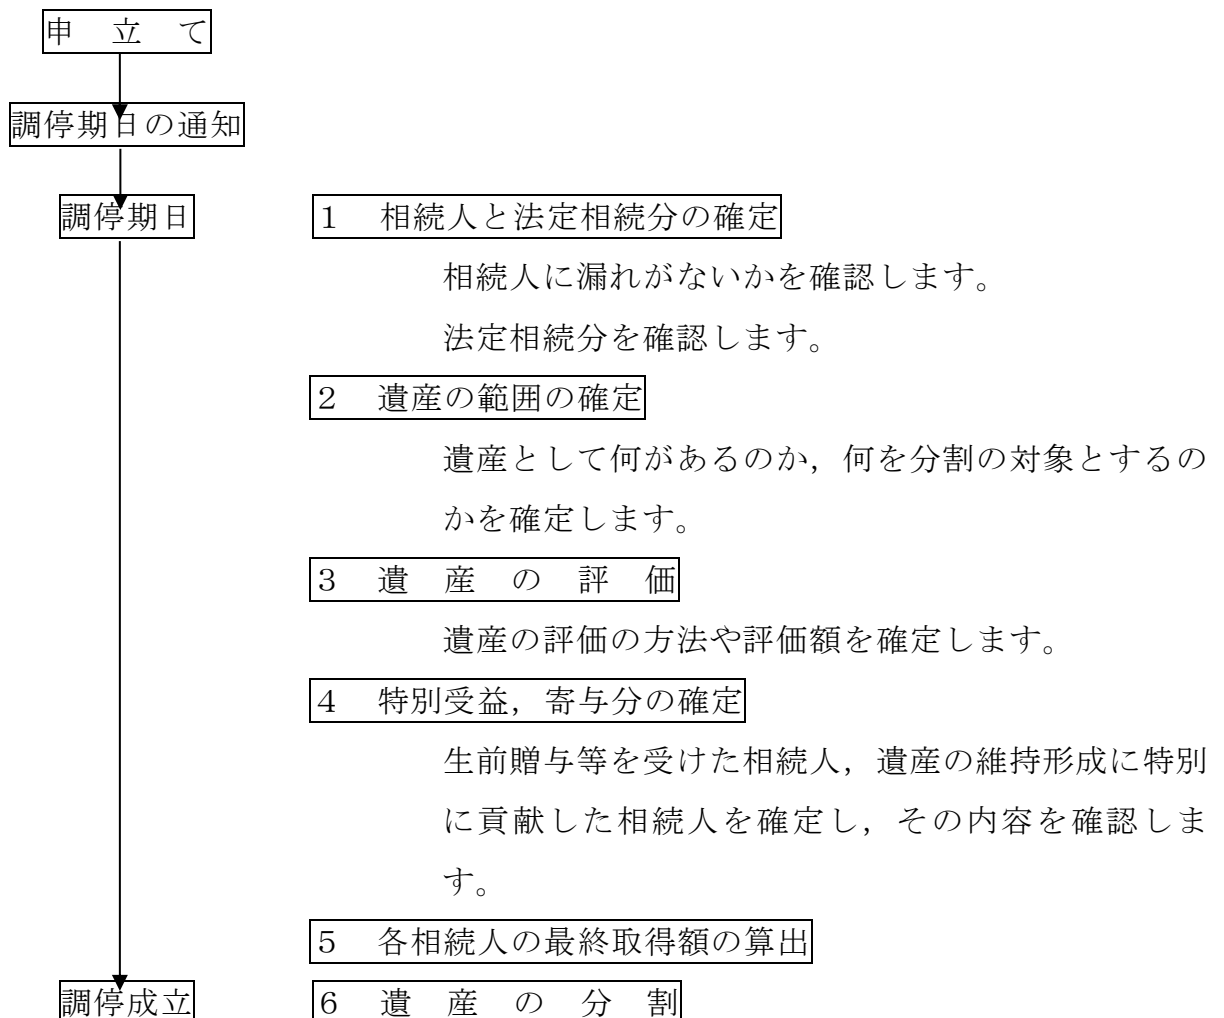 申　立　て
調停期日の通知
調停期日
１　相続人と法定相続分の確定
相続人に漏れがないかを確認します。
法定相続分を確認します。
２　遺産の範囲の確定
遺産として何があるのか，何を分割の対象とするの
かを確定します。
３　遺　産　の　評　価
遺産の評価の方法や評価額を確定します。
４　特別受益，寄与分の確定
生前贈与等を受けた相続人，遺産の維持形成に特別
に貢献した相続人を確定し，その内容を確認しま
す。
５　各相続人の最終取得額の算出
調停成立
６　遺　産　の　分　割